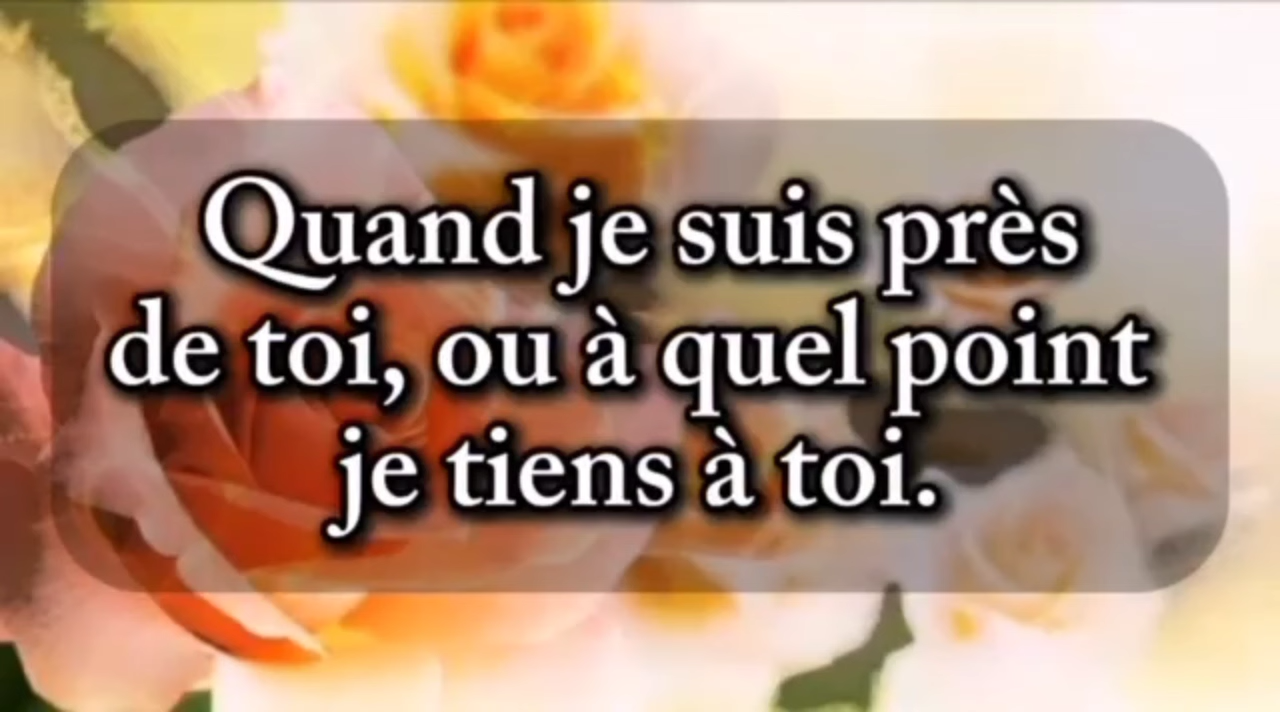 Quand je suis près
de toi, ou à quel point
je tiens à toi.